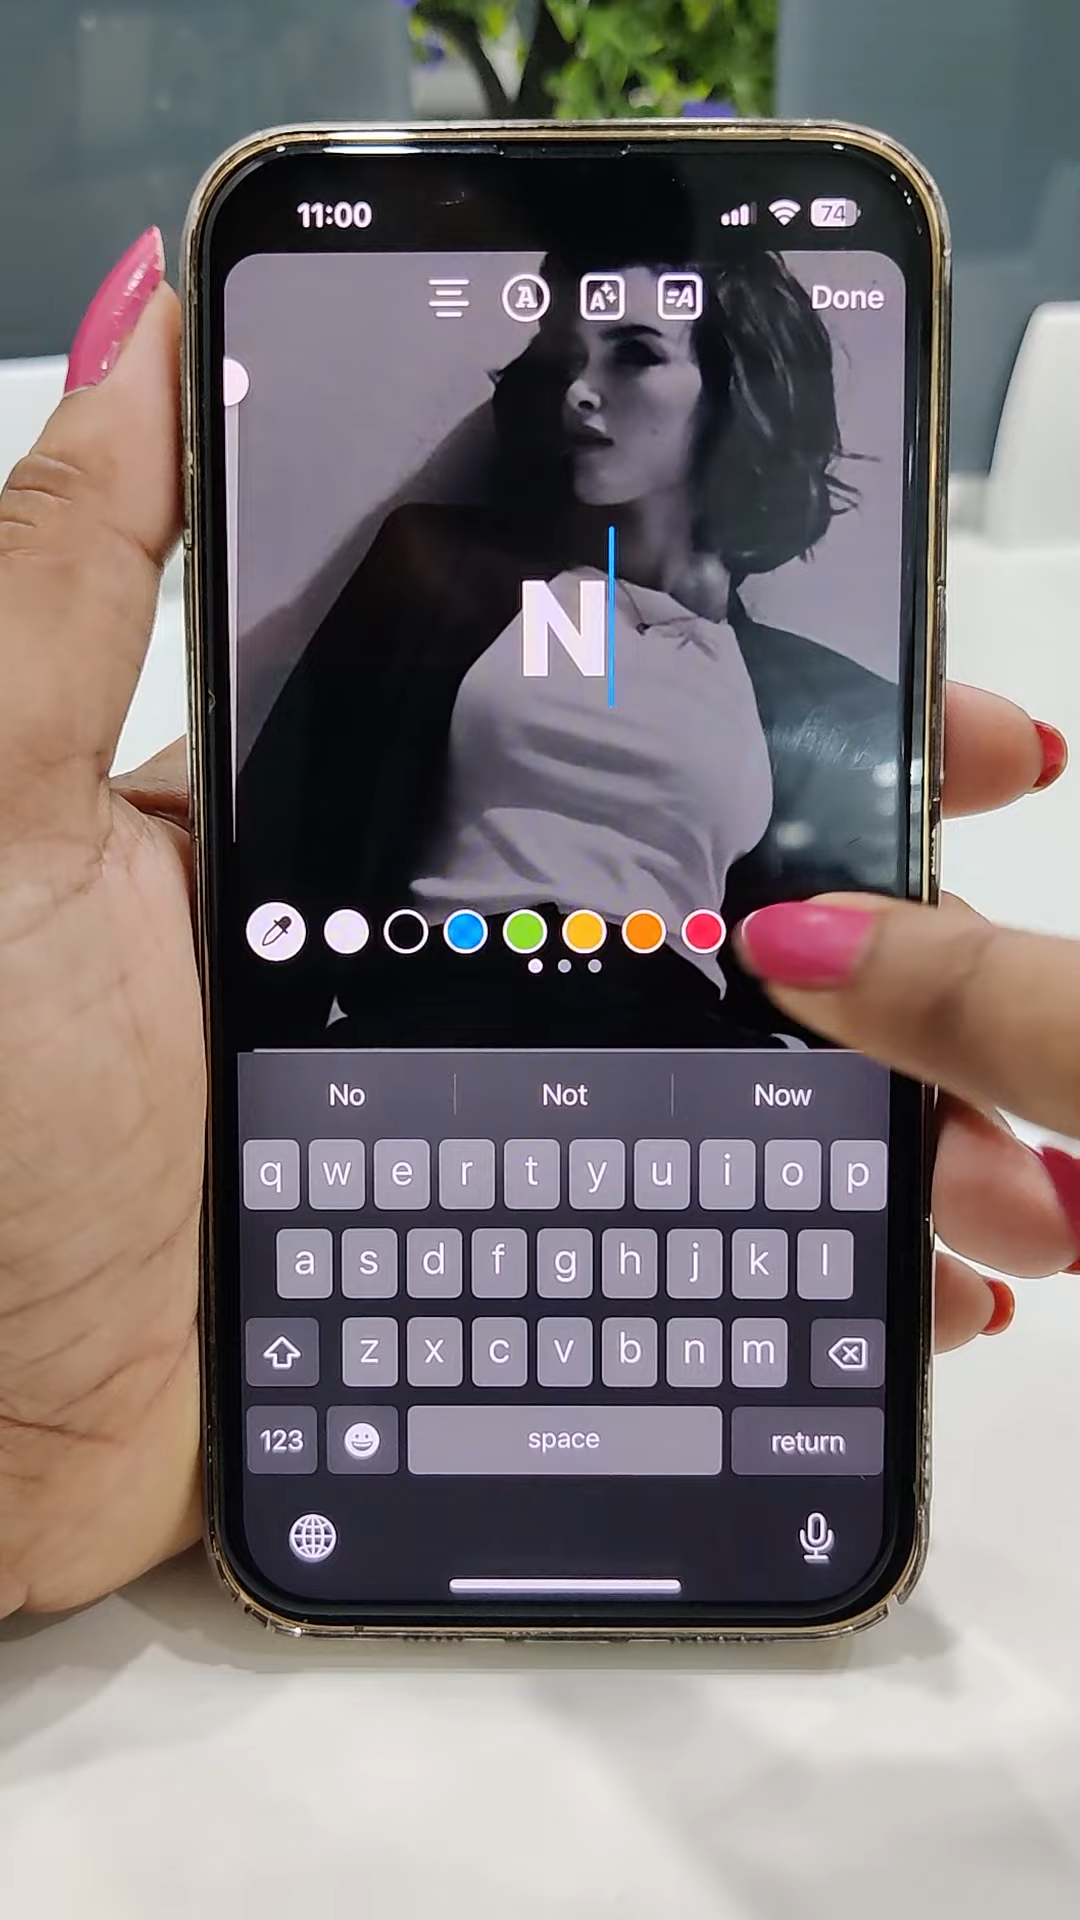 11:00 74
A A A Done
N
No Not Now
q w e r t y u i o p
a s d f g h j k l
z x c v b n m
123 space return